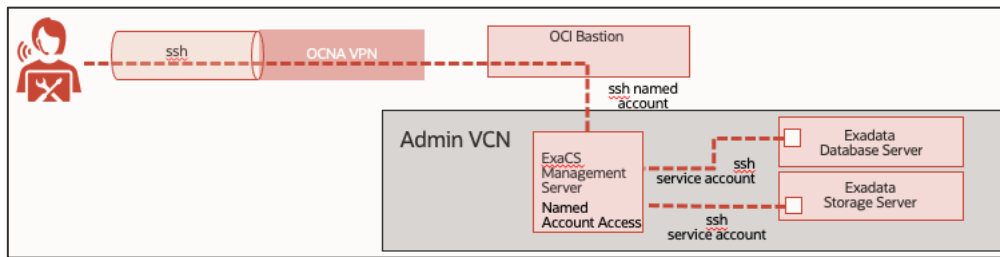 ssh
OCNA VPN
OCI Bastion
ssh named
account
Admin VCN
ExaCS
Management
Server
Named
Account Access
ssh
service account
ssh
service account
Exadata
Database Server
Exadata
Storage Server